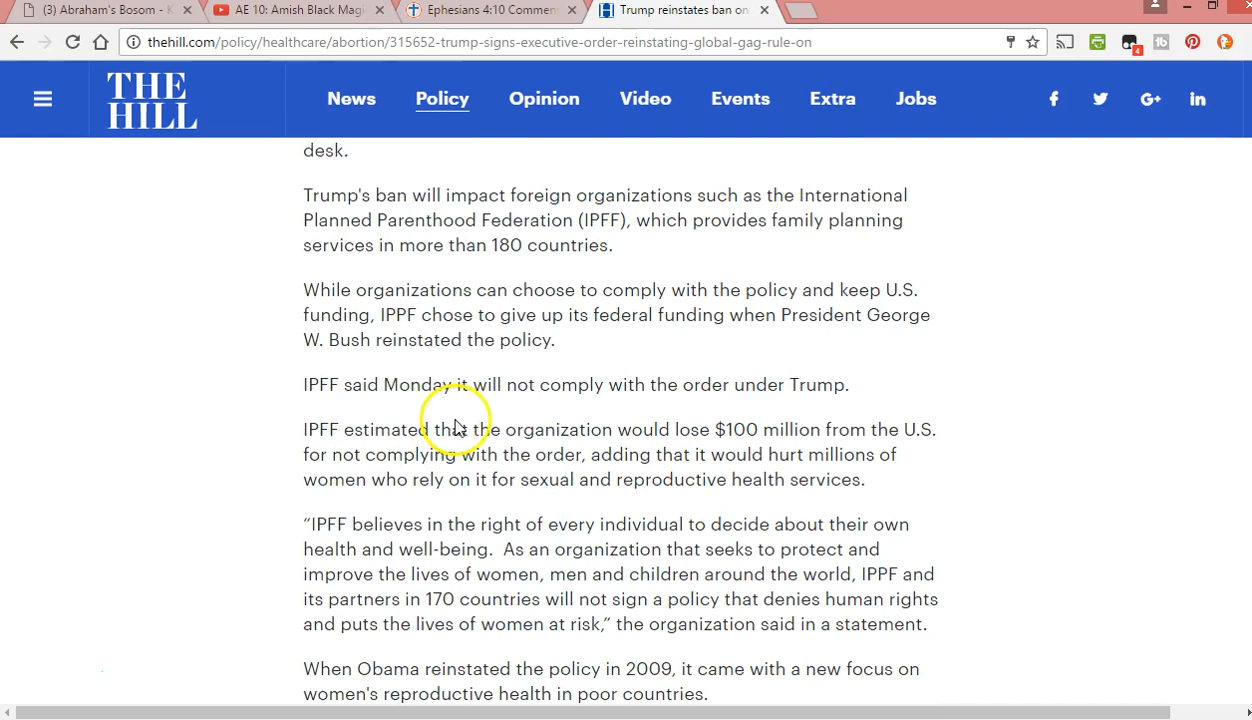 (3) Abraham's Bosom - K
AE 10: Amish Black Mag
Ephesians 4:10 Commen
Trump reinstates ban on
thehill.com/policy/healthcare/abortion/315652-trump-signs-executive-order-reinstating-global-gag-rule-on
4
THE
HILL
News
Policy
Opinion
Video
Events
Extra
Jobs
desk.
Trump's ban will impact foreign organizations such as the International
Planned Parenthood Federation (IPFF), which provides family planning
services in more than 180 countries.
While organizations can choose to comply with the policy and keep U.S.
funding, IPPF chose to give up its federal funding when President George
W. Bush reinstated the policy.
IPFF said Monday it will not comply with the order under Trump.
IPFF estimated that the organization would lose $100 million from the U.S.
for not complying with the order, adding that it would hurt millions of
women who rely on it for sexual and reproductive health services.
“IPFF believes in the right of every individual to decide about their own
health and well-being.  As an organization that seeks to protect and
improve the lives of women, men and children around the world, IPPF and
its partners in 170 countries will not sign a policy that denies human rights
and puts the lives of women at risk,” the organization said in a statement.
When Obama reinstated the policy in 2009, it came with a new focus on
women's reproductive health in poor countries.